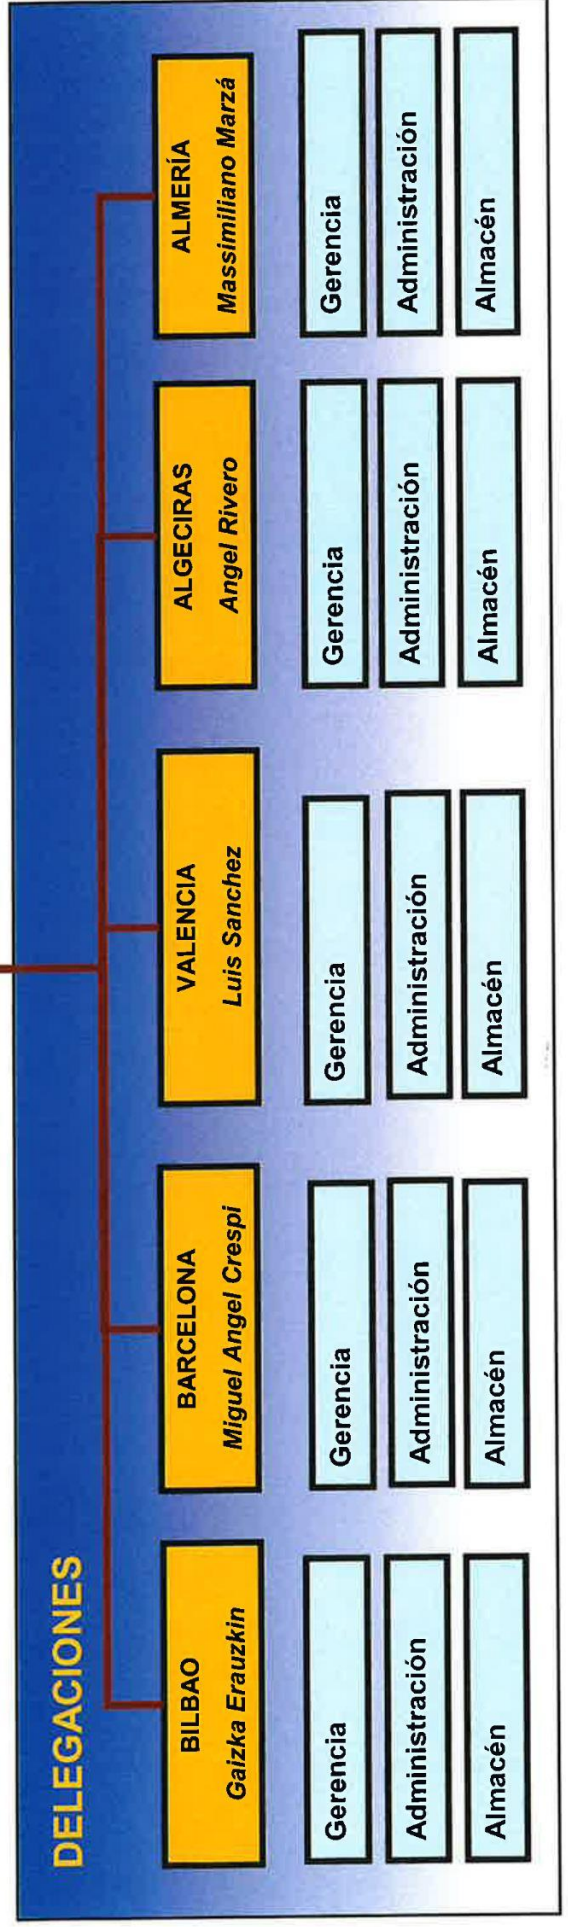 DELEGACIONES
BILBAO
Gaizka Erauzkin
Gerencia
Administración
Almacén
BARCELONA
Miguel Angel Crespi
Gerencia
Administración
Almacén
VALENCIA
Luis Sanchez
Gerencia
Administración
Almacén
ALGECIRAS
Angel Rivero
Gerencia
Administración
Almacén
ALMERÍA
Massimiliano Marzá
Gerencia
Administración
Almacén